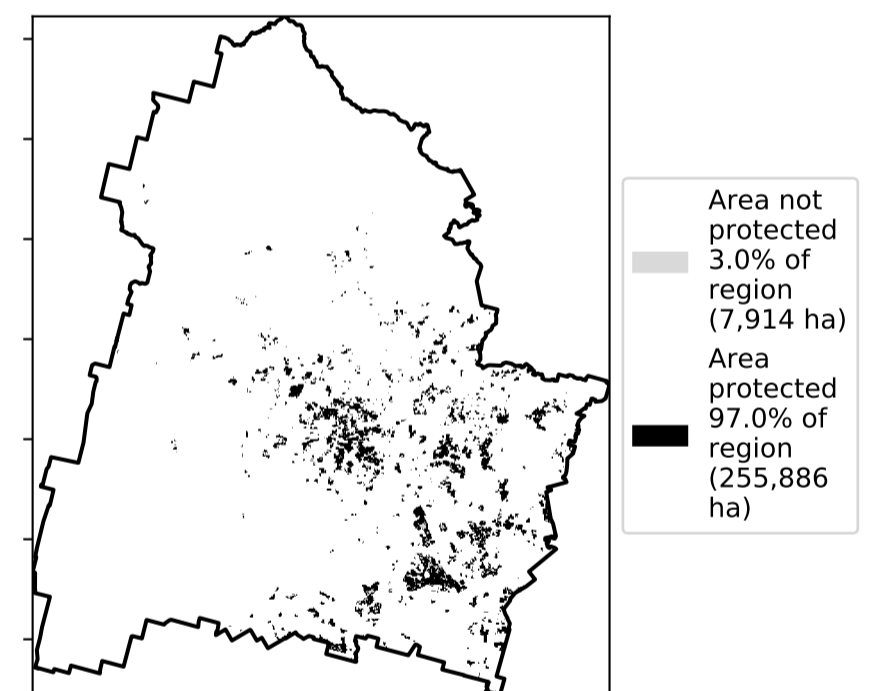 Area not
protected
3.0% of
region
(7,914 ha)
Area
protected
97.0% of
region
(255,886
ha)